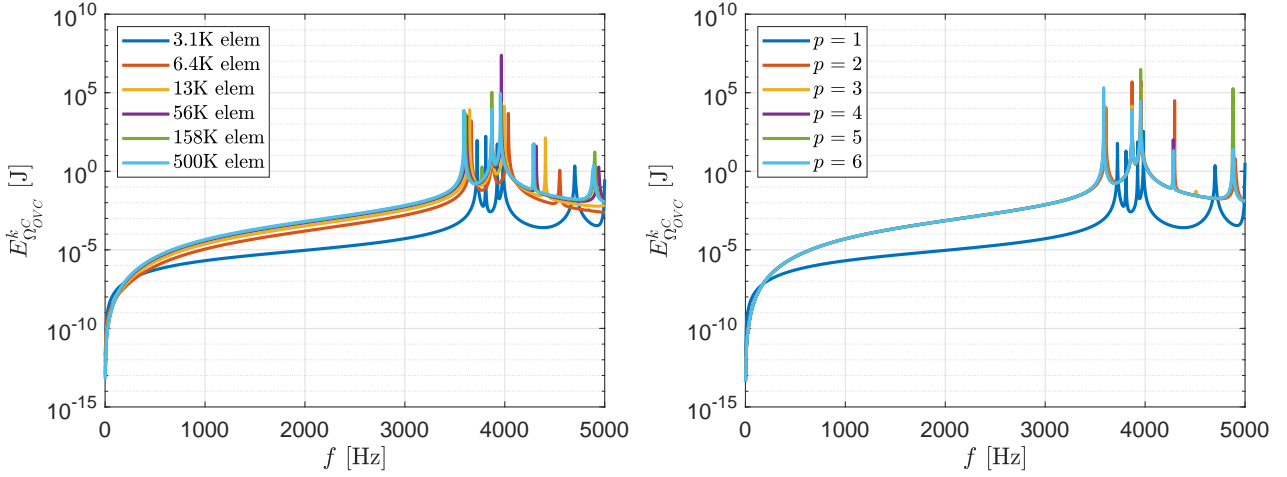 10^10
10^5
10^0
10^-5
10^-10
10^-15
E^k_{Ω^C_{OVC}} [J]
3.1K elem
6.4K elem
13K elem
56K elem
158K elem
500K elem
0 1000 2000 3000 4000 5000
f [Hz]
10^10
10^5
10^0
10^-5
10^-10
10^-15
E^k_{Ω^C_{OVC}} [J]
p = 1
p = 2
p = 3
p = 4
p = 5
p = 6
0 1000 2000 3000 4000 5000
f [Hz]